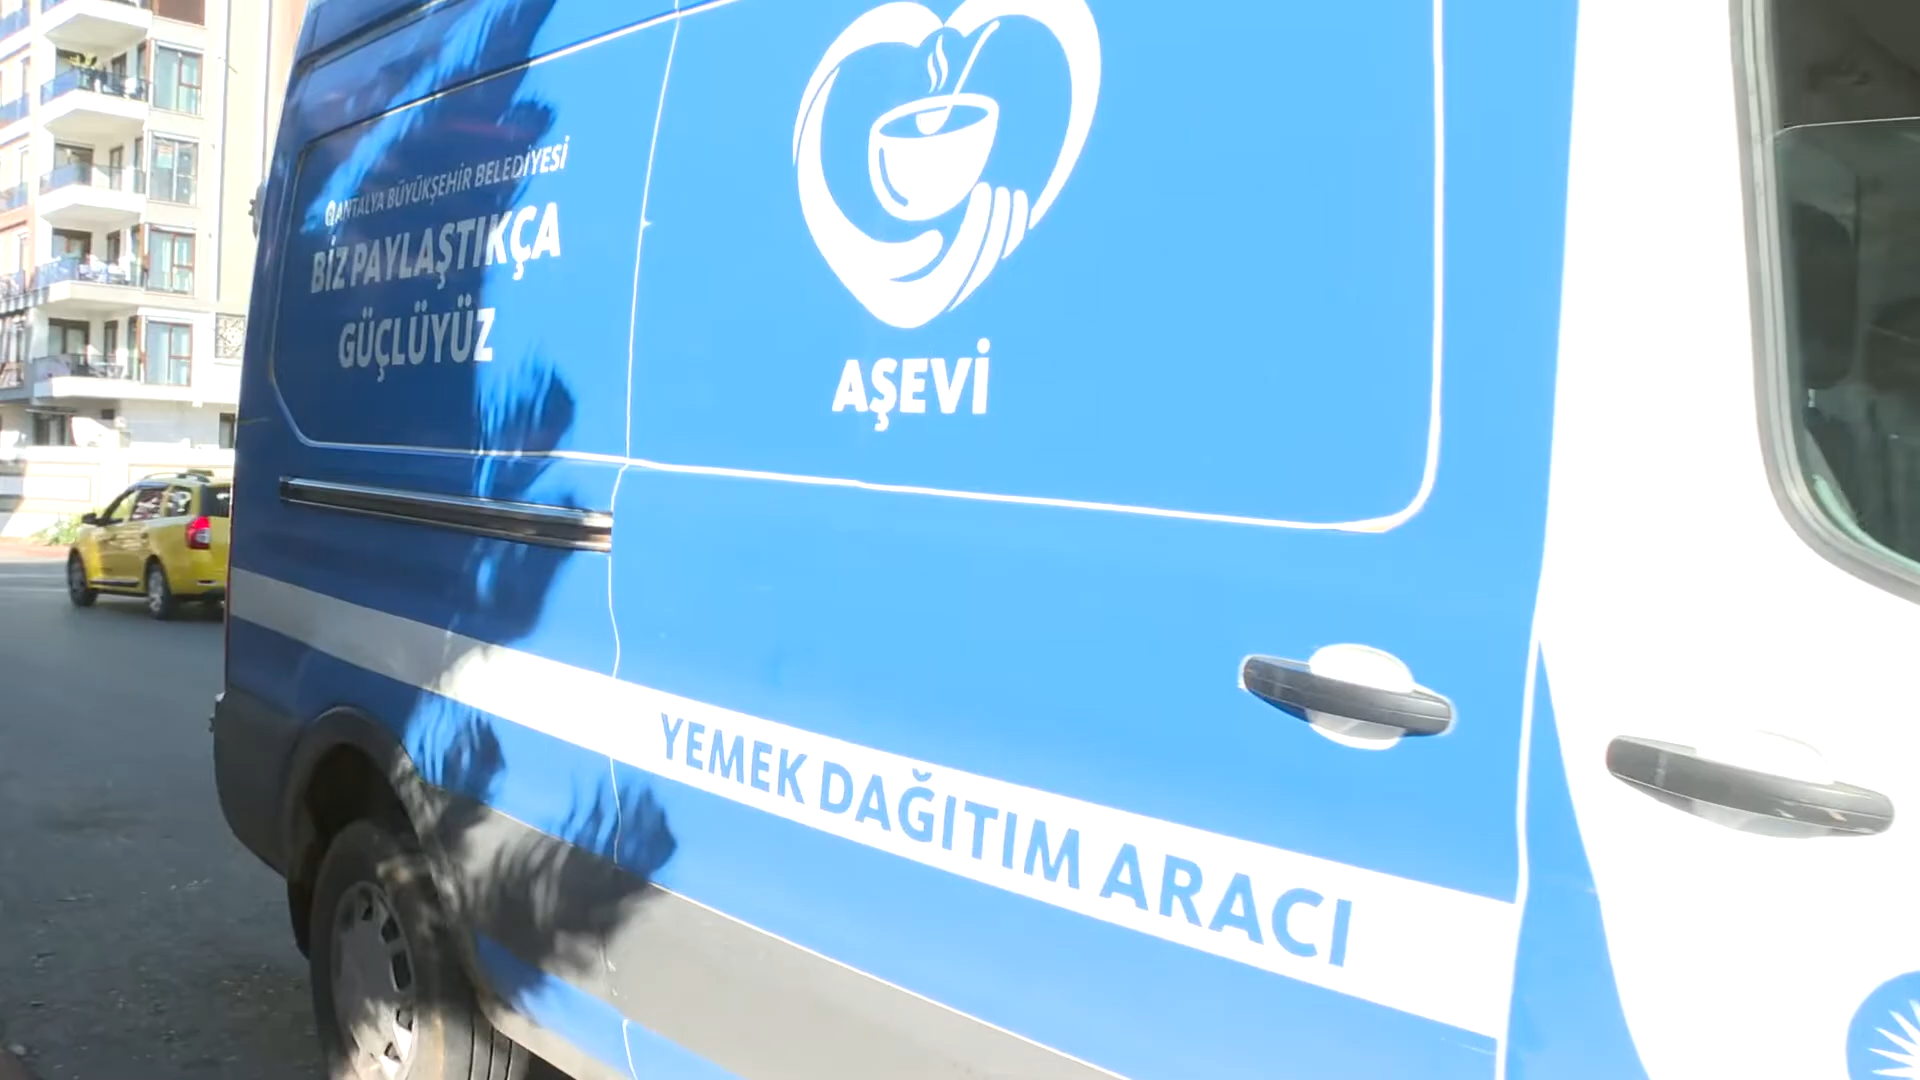 ANTALYA BÜYÜKŞEHİR BELEDİYESİ
BİZ PAYLAŞTIKÇA
GÜÇLÜYÜZ
AŞEVİ
YEMEK DAĞITIM ARACI